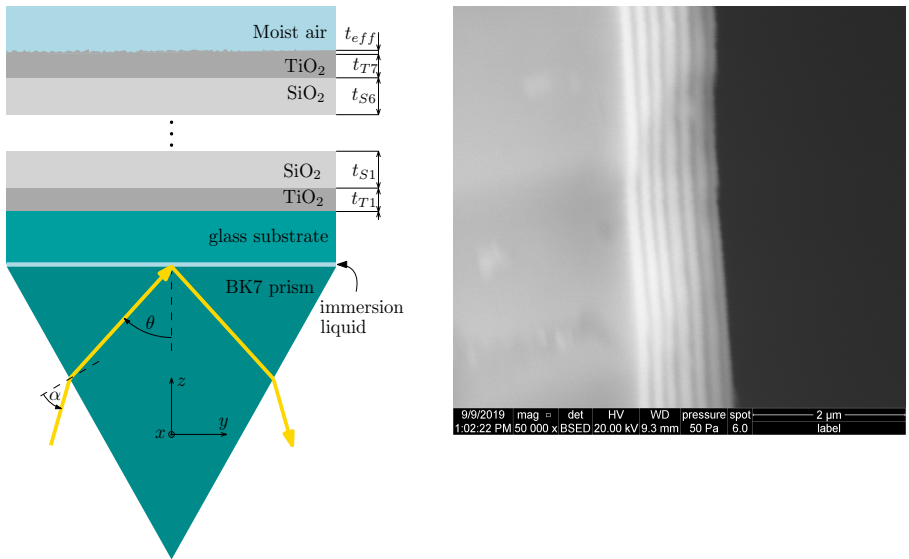 Moist air
t_eff
TiO₂
t_T7
SiO₂
t_S6
SiO₂
t_S1
TiO₂
t_T1
glass substrate
BK7 prism
immersion
liquid
θ
α
z
y
x
9/9/2019 mag □ det HV WD pressure spot 2 µm
1:02:22 PM 50 000 x BSED 20.00 kV 9.3 mm 50 Pa 6.0 label